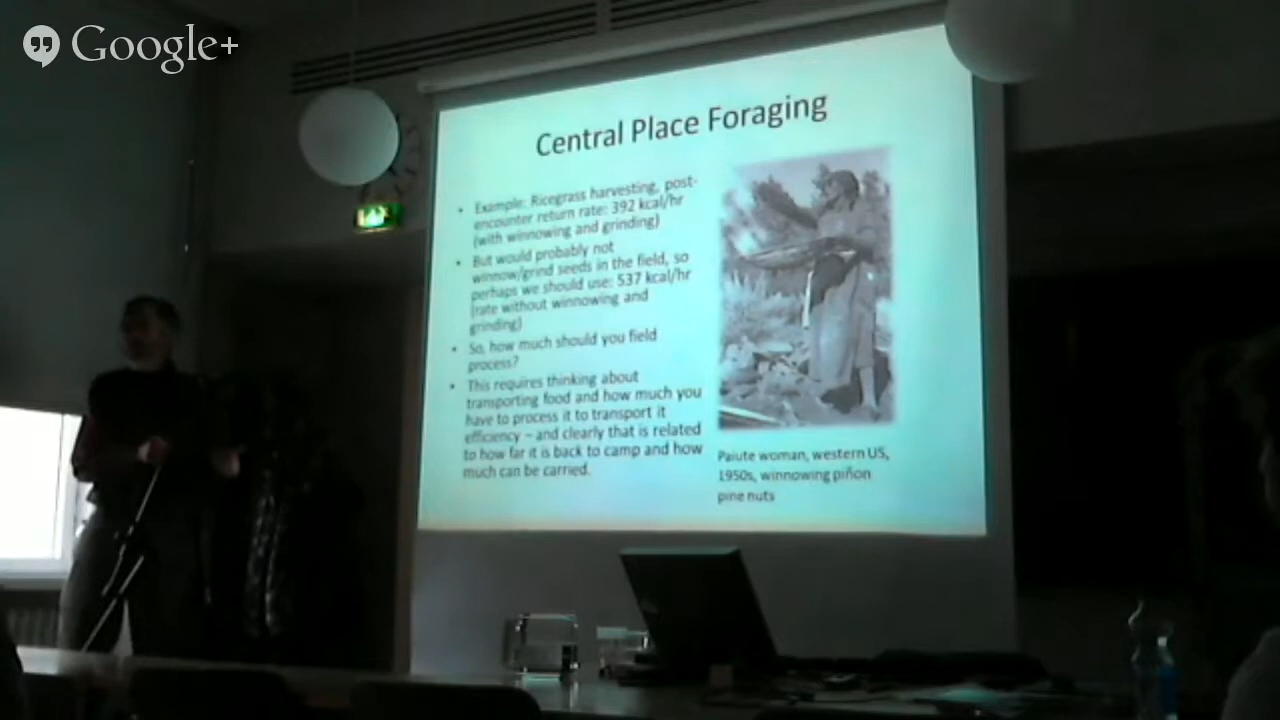 Google+
Central Place Foraging
• Example: Ricegrass harvesting, post-
encounter return rate: 392 kcal/hr
(with winnowing and grinding)
• But would probably not
winnow/grind seeds in the field, so
perhaps we should use: 537 kcal/hr
(rate without winnowing and
grinding)
• So, how much should you field
process?
• This requires thinking about
transporting food and how much you
have to process it to transport it
efficiency – and clearly that is related
to how far it is back to camp and how
much can be carried.
Paiute woman, western US,
1950s, winnowing piñon
pine nuts